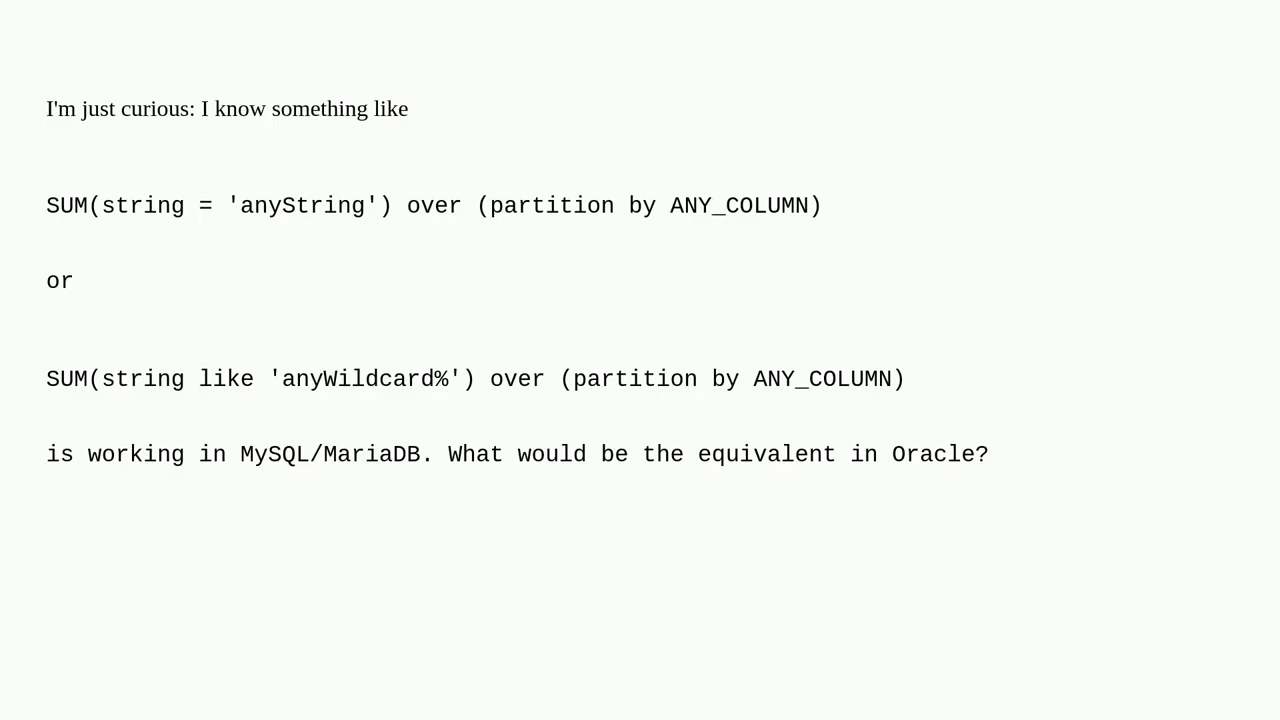 I'm just curious: I know something like
SUM(string = 'anyString') over (partition by ANY_COLUMN)
or
SUM(string like 'anyWildcard%') over (partition by ANY_COLUMN)
is working in MySQL/MariaDB. What would be the equivalent in Oracle?